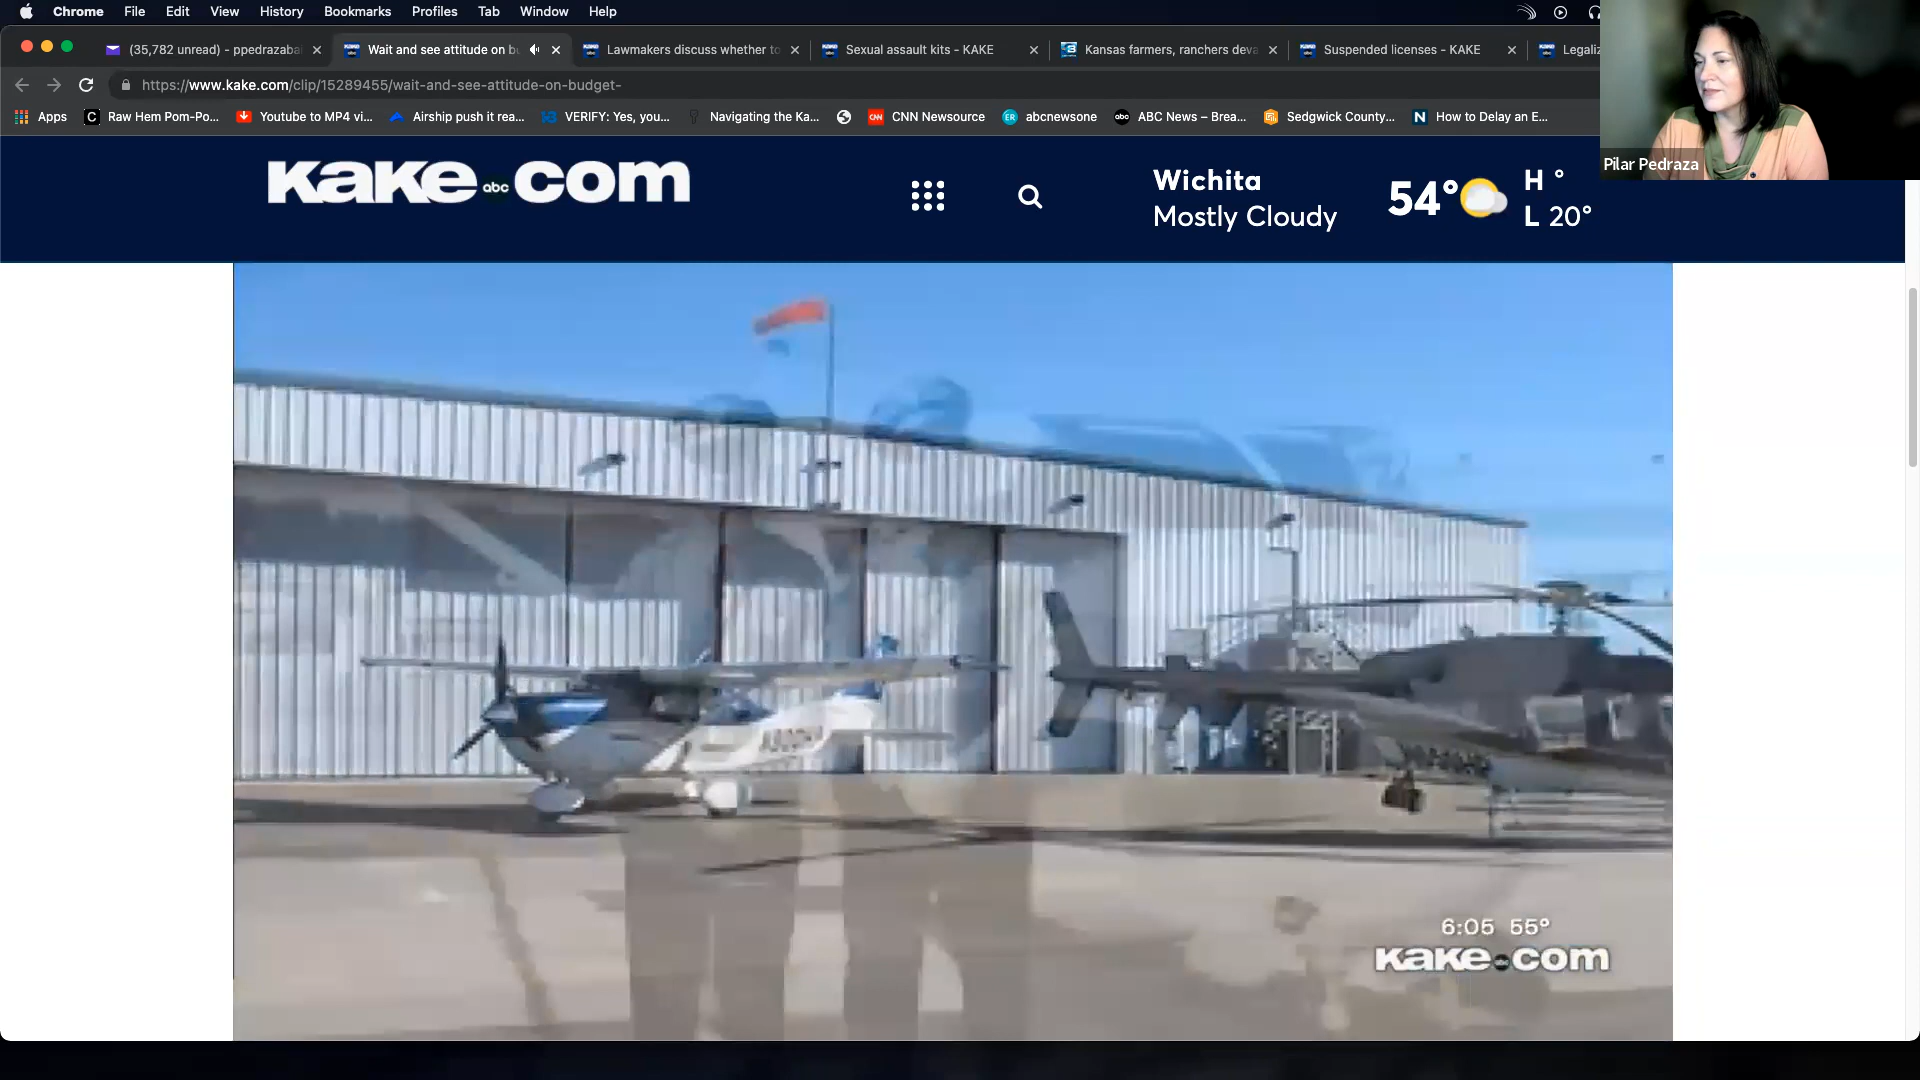 Chrome File Edit View History Bookmarks Profiles Tab Window Help
(35,782 unread) - ppedrazaba
Wait and see attitude on bu
Lawmakers discuss whether to
Sexual assault kits - KAKE
Kansas farmers, ranchers deva
Suspended licenses - KAKE
Legaliz
https://www.kake.com/clip/15289455/wait-and-see-attitude-on-budget-
Apps
Raw Hem Pom-Po...
Youtube to MP4 vi...
Airship push it rea...
VERIFY: Yes, you...
Navigating the Ka...
CNN Newsource
abcnewsone
ABC News – Brea...
Sedgwick County...
How to Delay an E...
Pilar Pedraza
KAKE abc COM
Wichita
Mostly Cloudy
54°
H °
L 20°
6:05 55°
KAKE abc COM